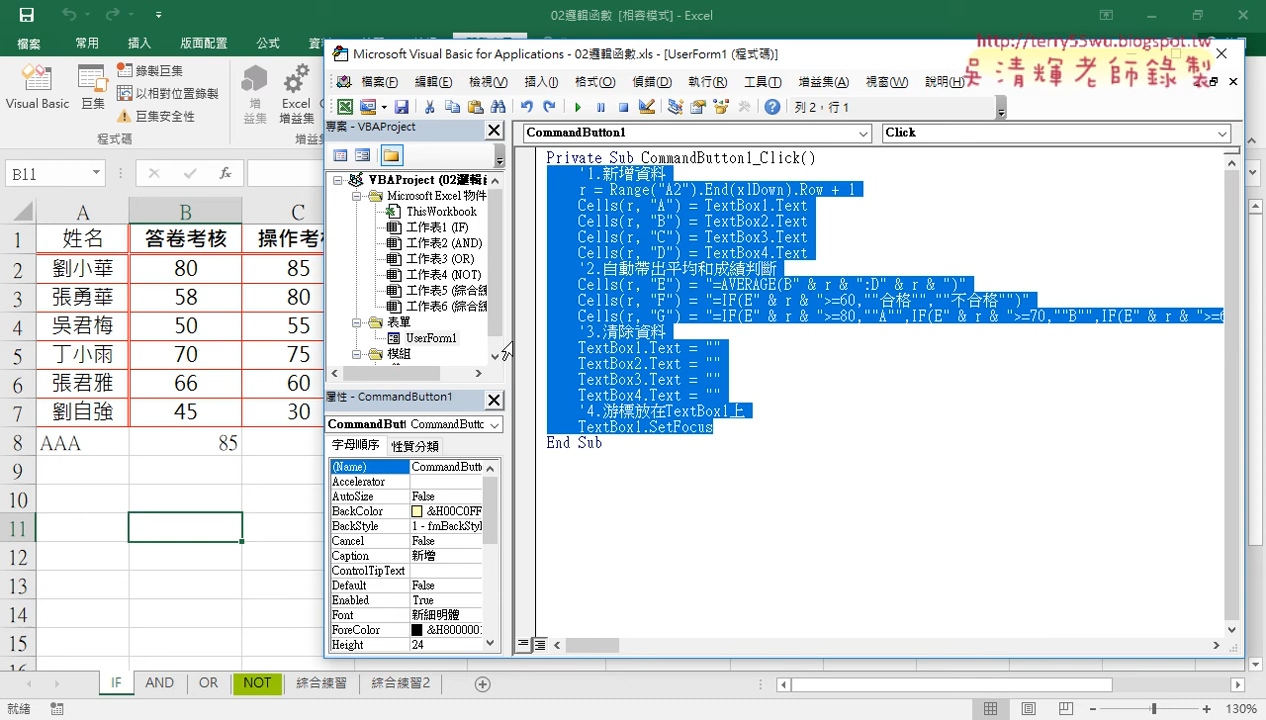 02邏輯函數 [相容模式] - Excel
檔案 常用 插入 版面配置 公式
Visual Basic 巨集 錄製巨集 以相對位置錄製 巨集安全性 增益集 Excel 增益集
程式碼
B11
A B C
1 姓名 答卷考核 操作考
2 劉小華 80 85
3 張勇華 58 80
4 吳君梅 50 55
5 丁小雨 70 75
6 張君雅 66 60
7 劉自強 45 30
8 AAA 85
9
10
11
12
13
14
15
IF AND OR NOT 綜合練習 綜合練習2
就緒 130%
http://terry55wu.blogspot.tw
吳清輝老師錄製
Microsoft Visual Basic for Applications - 02邏輯函數.xls - [UserForm1 (程式碼)]
檔案(F) 編輯(E) 檢視(V) 插入(I) 格式(O) 偵錯(D) 執行(R) 工具(T) 增益集(A) 視窗(W) 說明(H)
列 2, 行 1
專案 - VBAProject
VBAProject (02邏輯
Microsoft Excel 物件
ThisWorkbook
工作表1 (IF)
工作表2 (AND)
工作表3 (OR)
工作表4 (NOT)
工作表5 (綜合
工作表6 (綜合
表單
UserForm1
模組
屬性 - CommandButton1
CommandBut CommandButto
字母順序 性質分類
(Name) CommandButt
Accelerator
AutoSize False
BackColor &H00C0FF
BackStyle 1 - fmBackStyl
Cancel False
Caption 新增
ControlTipText
Default False
Enabled True
Font 新細明體
ForeColor &H800001
Height 24
CommandButton1 Click
Private Sub CommandButton1_Click()
'1.新增資料
r = Range("A2").End(xlDown).Row + 1
Cells(r, "A") = TextBox1.Text
Cells(r, "B") = TextBox2.Text
Cells(r, "C") = TextBox3.Text
Cells(r, "D") = TextBox4.Text
'2.自動帶出平均和成績判斷
Cells(r, "E") = "=AVERAGE(B" & r & ":D" & r & ")"
Cells(r, "F") = "=IF(E" & r & ">=60,""合格"",""不合格"")"
Cells(r, "G") = "=IF(E" & r & ">=80,""A"",IF(E" & r & ">=70,""B"",IF(E" & r & ">=6
'3.清除資料
TextBox1.Text = ""
TextBox2.Text = ""
TextBox3.Text = ""
TextBox4.Text = ""
'4.游標放在TextBox1上
TextBox1.SetFocus
End Sub